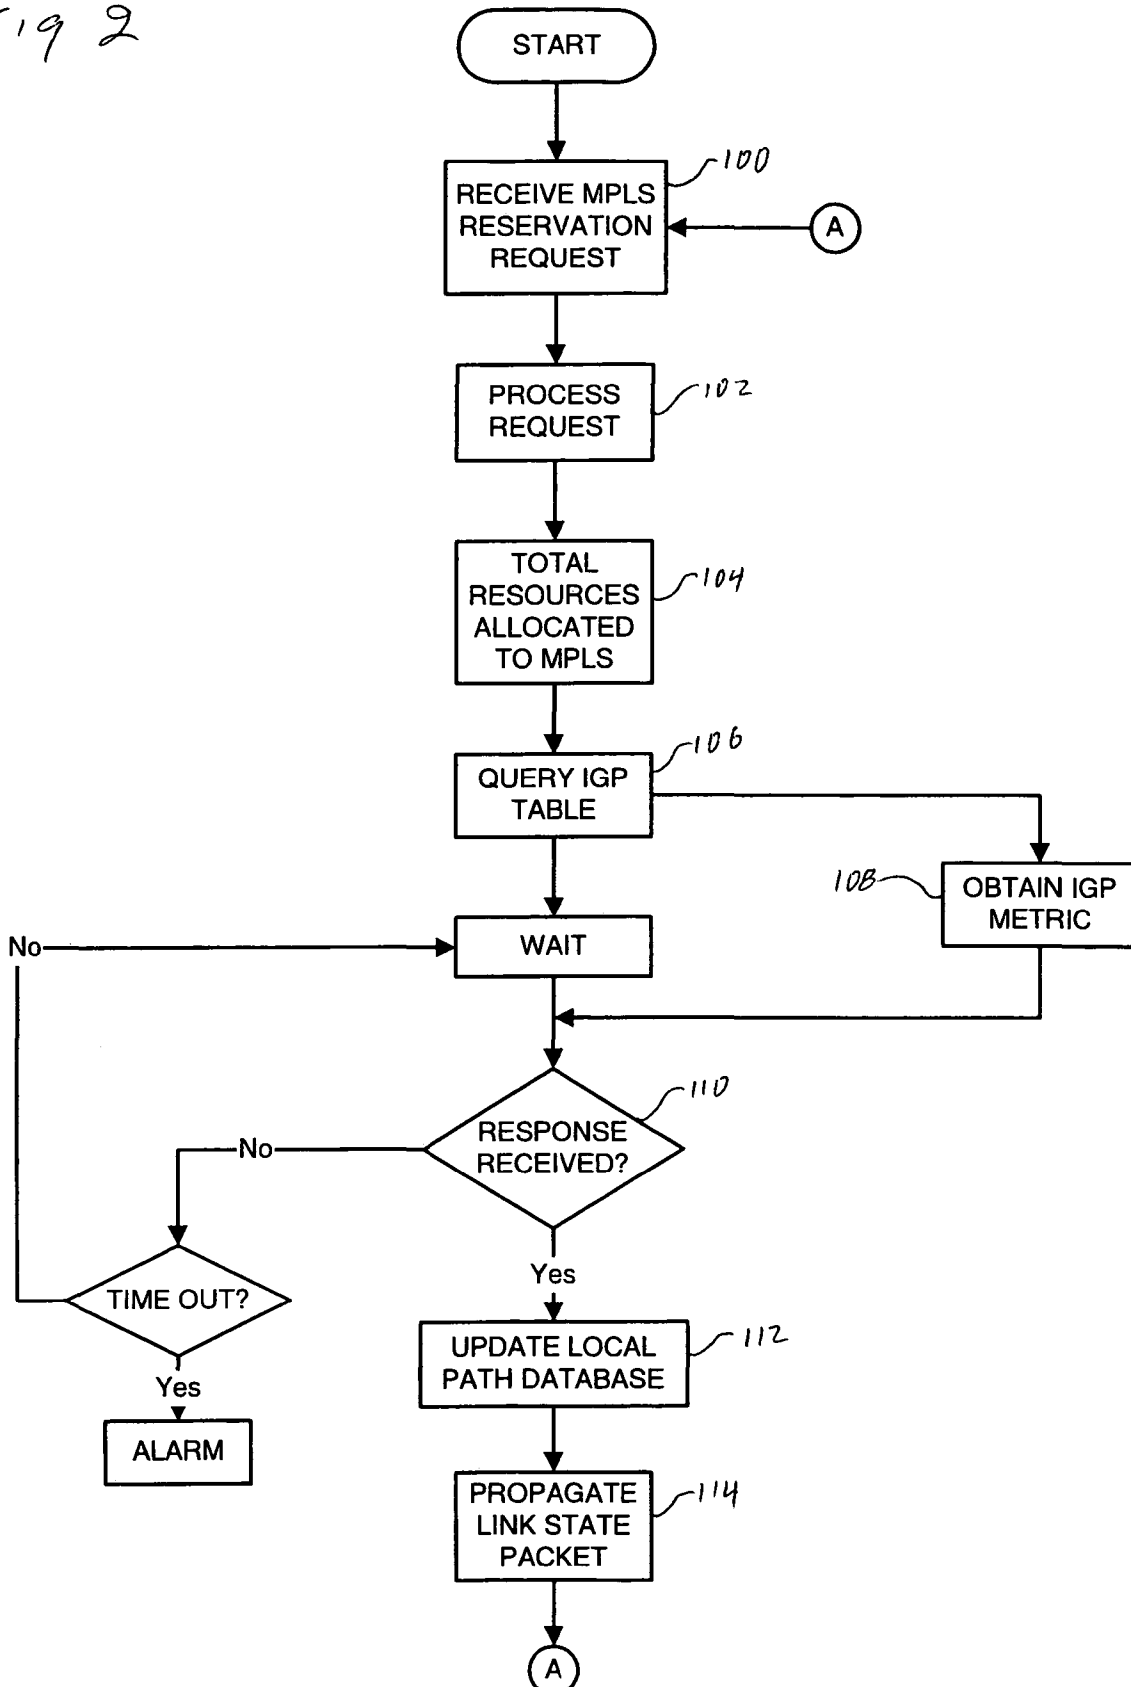 Fig 2
START
100
RECEIVE MPLS
RESERVATION
REQUEST
A
PROCESS
REQUEST
102
TOTAL
RESOURCES
ALLOCATED
TO MPLS
104
106
QUERY IGP
TABLE
108
OBTAIN IGP
METRIC
No
WAIT
110
RESPONSE
RECEIVED?
No
Yes
TIME OUT?
Yes
ALARM
UPDATE LOCAL
PATH DATABASE
112
PROPAGATE
LINK STATE
PACKET
114
A